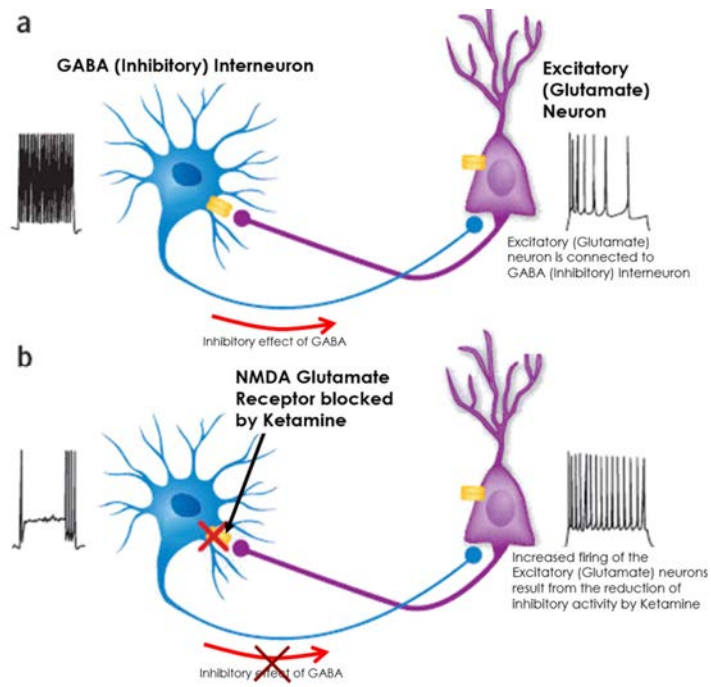 a
GABA (Inhibitory) Interneuron
Excitatory
(Glutamate)
Neuron
Excitatory (Glutamate)
neuron is connected to
GABA (Inhibitory) Interneuron
Inhibitory effect of GABA
b
NMDA Glutamate
Receptor blocked
by Ketamine
Increased firing of the
Excitatory (Glutamate) neurons
result from the reduction of
inhibitory activity by Ketamine
Inhibitory effect of GABA